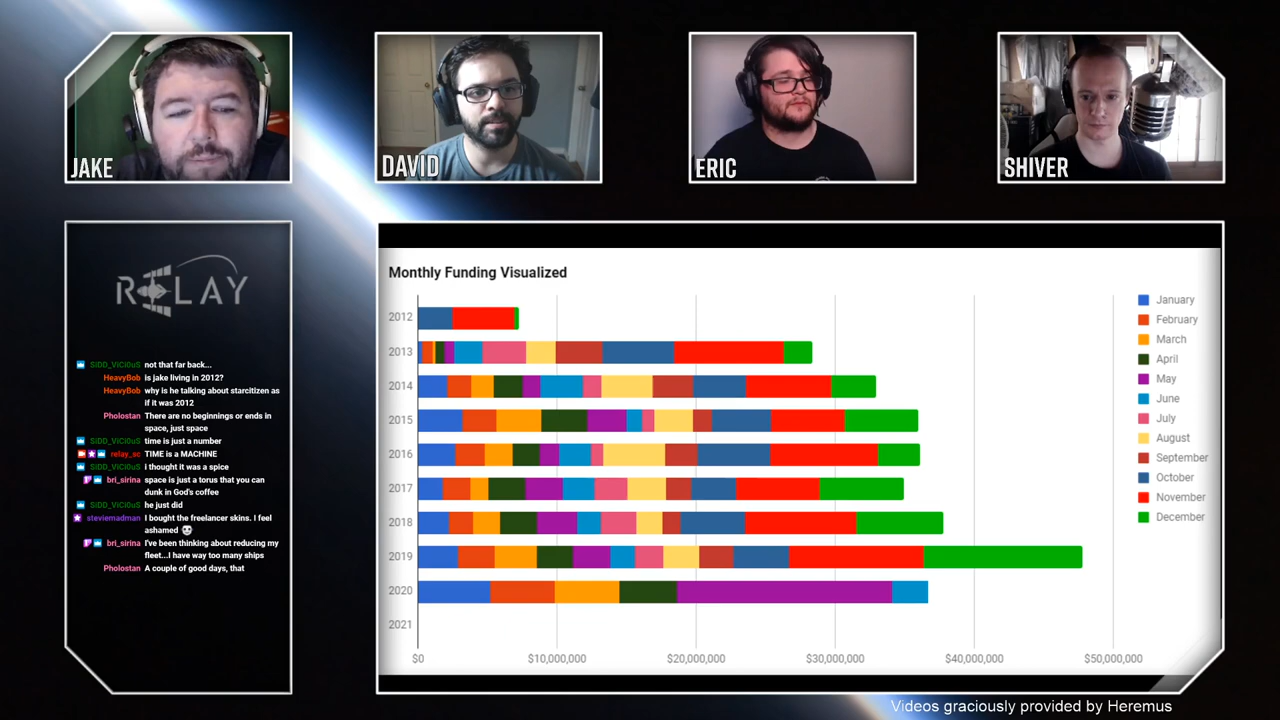 JAKE
DAVID
ERIC
SHIVER
RELAY
SIDD_ViCi0uS not that far back...
HeavyBob is jake living in 2012?
HeavyBob why is he talking about starcitizen as
if it was 2012
Pholostan There are no beginnings or ends in
space, just space
SIDD_ViCi0uS time is just a number
relay_sc TIME is a MACHINE
SIDD_ViCi0uS i thought it was a spice
bri_sirina space is just a torus that you can
dunk in God's coffee
SIDD_ViCi0uS he just did
steviemadman I bought the freelancer skins. I feel
ashamed
bri_sirina I've been thinking about reducing my
fleet...I have way too many ships
Pholostan A couple of good days, that
Monthly Funding Visualized
2012
2013
2014
2015
2016
2017
2018
2019
2020
2021
$0 $10,000,000 $20,000,000 $30,000,000 $40,000,000 $50,000,000
January
February
March
April
May
June
July
August
September
October
November
December
Videos graciously provided by Heremus